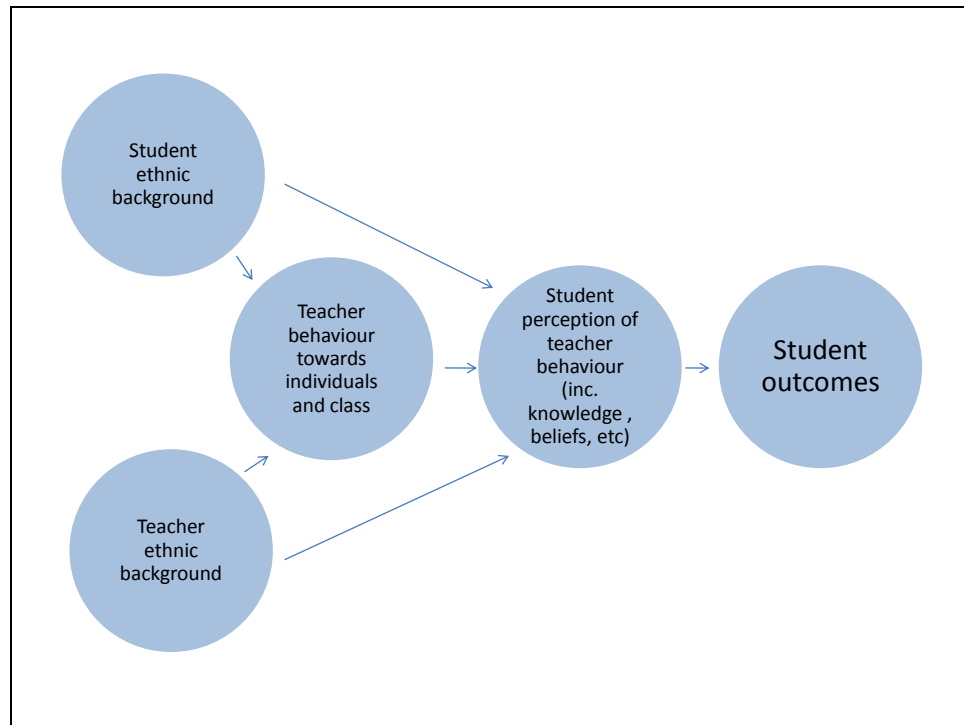 Student
ethnic
background
Teacher
behaviour
towards
individuals
and class
Student
perception of
teacher
behaviour
(inc.
knowledge ,
beliefs, etc)
Student
outcomes
Teacher
ethnic
background